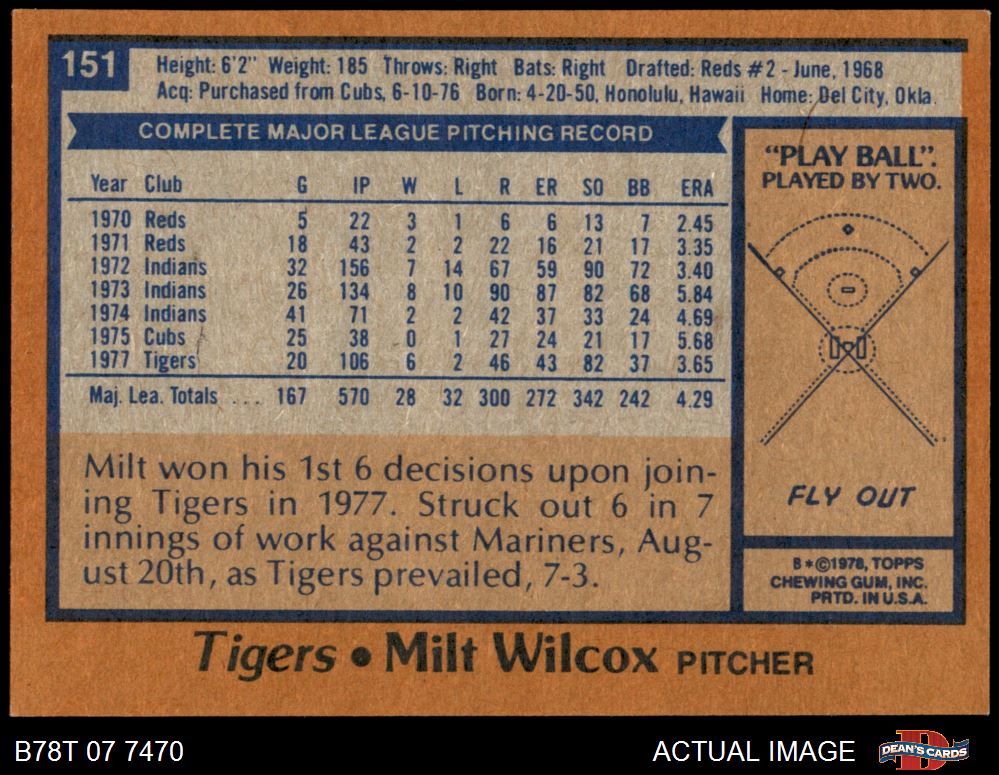 151
Height: 6'2" Weight: 185 Throws: Right Bats: Right Drafted: Reds #2 - June, 1968
Acq: Purchased from Cubs, 6-10-76 Born: 4-20-50, Honolulu, Hawaii Home: Del City, Okla.
COMPLETE MAJOR LEAGUE PITCHING RECORD
Year Club G IP W L R ER SO BB ERA
1970 Reds 5 22 3 1 6 6 13 7 2.45
1971 Reds 18 43 2 2 22 16 21 17 3.35
1972 Indians 32 156 7 14 67 59 90 72 3.40
1973 Indians 26 134 8 10 90 87 82 68 5.84
1974 Indians 41 71 2 2 42 37 33 24 4.69
1975 Cubs 25 38 0 1 27 24 21 17 5.68
1977 Tigers 20 106 6 2 46 43 82 37 3.65
Maj. Lea. Totals ... 167 570 28 32 300 272 342 242 4.29
Milt won his 1st 6 decisions upon join-
ing Tigers in 1977. Struck out 6 in 7
innings of work against Mariners, Aug-
ust 20th, as Tigers prevailed, 7-3.
"PLAY BALL".
PLAYED BY TWO.
FLY OUT
B*©1978, TOPPS
CHEWING GUM, INC.
PRTD. IN U.S.A.
Tigers • Milt Wilcox PITCHER
B78T 07 7470 ACTUAL IMAGE
DEAN'S CARDS